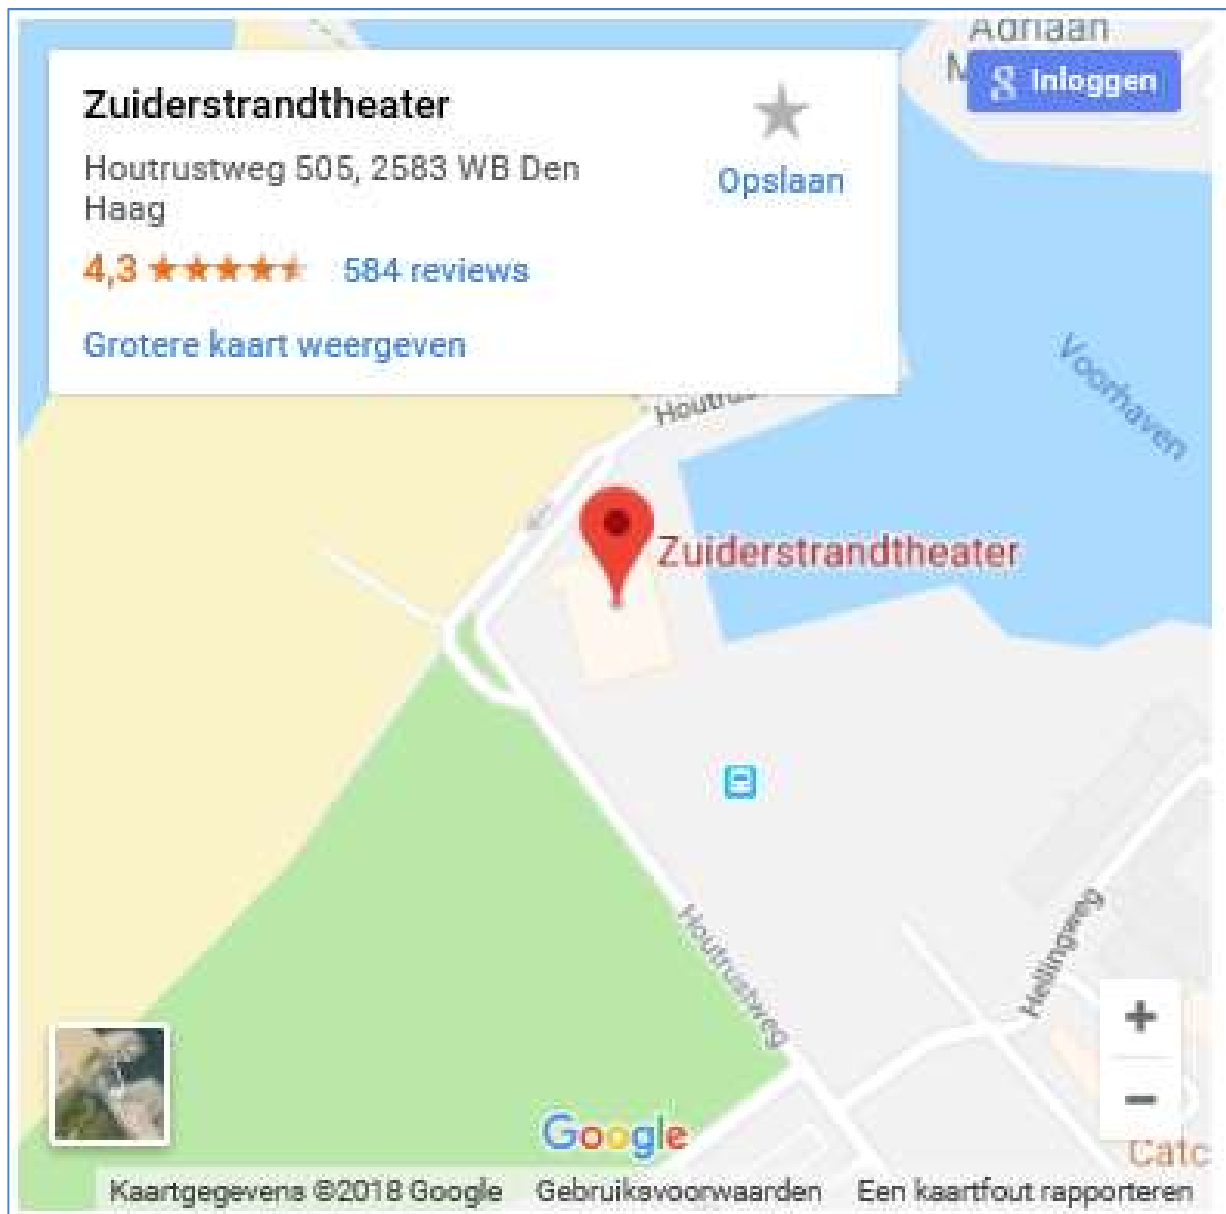 Adriaan
Inloggen
Zuiderstrandtheater
Houtrustweg 505, 2583 WB Den
Haag
4,3
584 reviews
Opslaan
Grotere kaart weergeven
Voorhaven
Zuiderstrandtheater
Houtrustweg
Hellingweg
Google
Kaartgegevens ©2018 Google
Gebruiksvoorwaarden
Een kaartfout rapporteren